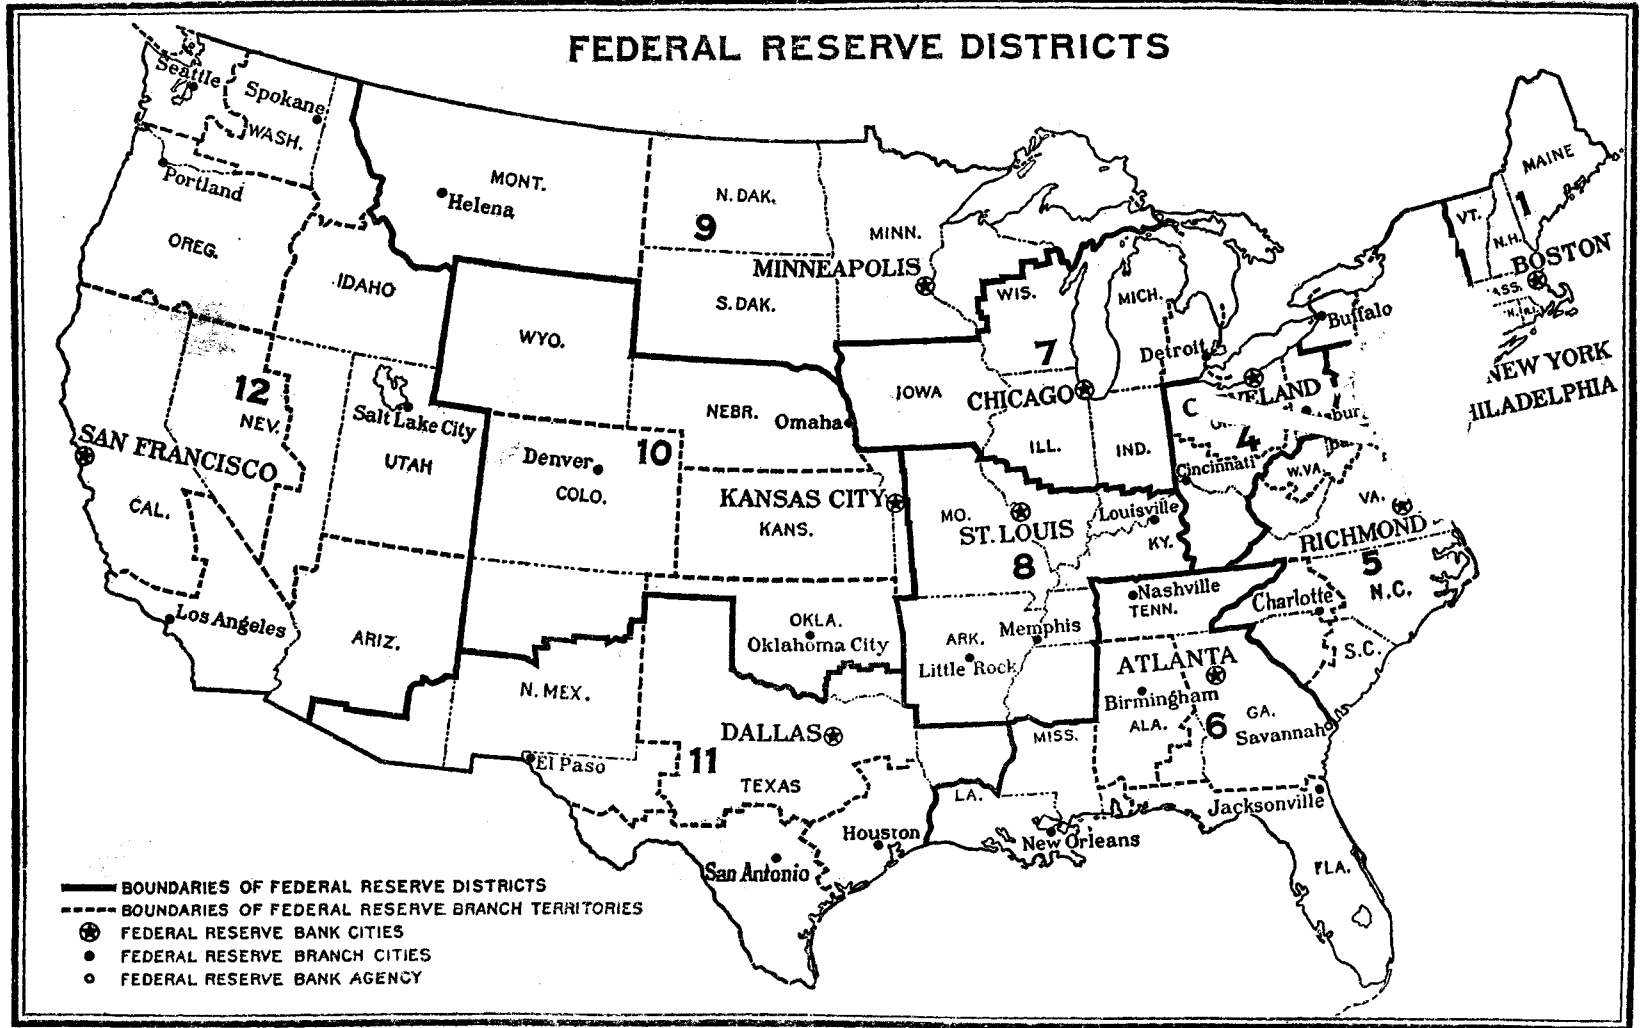 FEDERAL RESERVE DISTRICTS
Seattle
Spokane
WASH.
Portland
OREG.
MONT.
Helena
IDAHO
WYO.
N. DAK.
9
MINN.
MINNEAPOLIS
S. DAK.
WIS.
MICH.
7
Detroit
Buffalo
MAINE
1
VT.
N.H.
BOSTON
ASS.
NEW YORK
HILADELPHIA
12
NEV.
Salt Lake City
UTAH
SAN FRANCISCO
CAL.
Los Angeles
ARIZ.
NEBR.
Omaha
IOWA
CHICAGO
ILL.
IND.
C VELAND
4
Cincinnati
W.VA.
VA.
RICHMOND
5
N.C.
Denver
COLO.
10
KANSAS CITY
KANS.
MO.
ST. LOUIS
8
Louisville
KY.
Nashville
TENN.
Charlotte
S.C.
OKLA.
Oklahoma City
ARK.
Memphis
Little Rock
ATLANTA
Birmingham
ALA.
6
GA.
Savannah
N. MEX.
DALLAS
11
TEXAS
El Paso
MISS.
LA.
Houston
New Orleans
Jacksonville
San Antonio
FLA.
BOUNDARIES OF FEDERAL RESERVE DISTRICTS
BOUNDARIES OF FEDERAL RESERVE BRANCH TERRITORIES
FEDERAL RESERVE BANK CITIES
FEDERAL RESERVE BRANCH CITIES
FEDERAL RESERVE BANK AGENCY